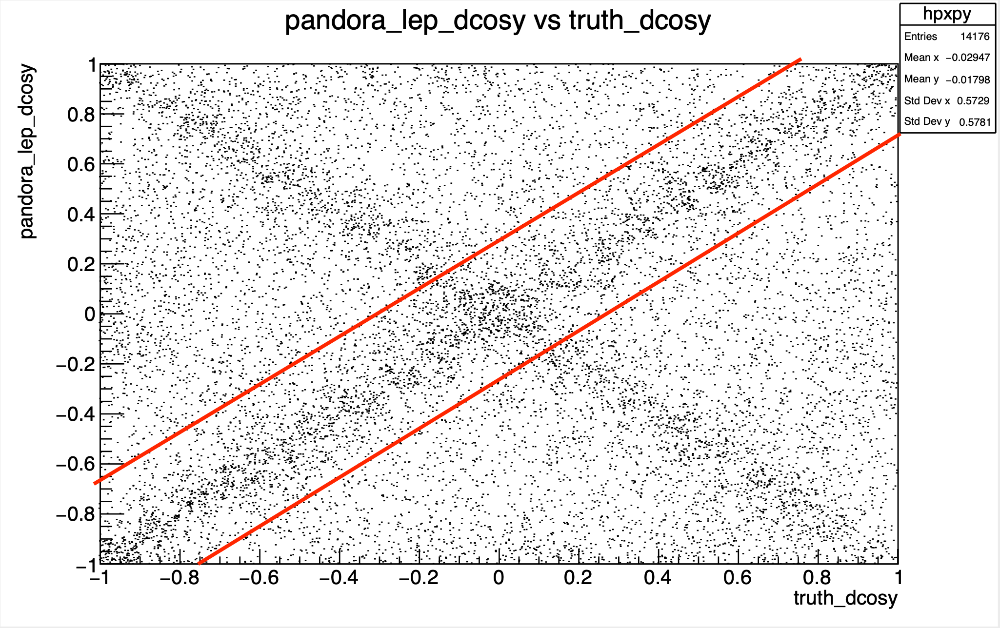 pandora_lep_dcosy vs truth_dcosy
hpxpy
Entries 14176
Mean x −0.02947
Mean y −0.01798
Std Dev x 0.5729
Std Dev y 0.5781
pandora_lep_dcosy
1
0.8
0.6
0.4
0.2
0
−0.2
−0.4
−0.6
−0.8
−1
−1 −0.8 −0.6 −0.4 −0.2 0 0.2 0.4 0.6 0.8 1
truth_dcosy